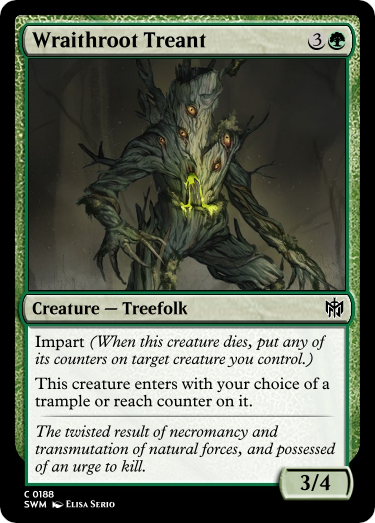 Wraithroot Treant 3
Creature — Treefolk
Impart (When this creature dies, put any of
its counters on target creature you control.)
This creature enters with your choice of a
trample or reach counter on it.
The twisted result of necromancy and
transmutation of natural forces, and possessed
of an urge to kill.
3/4
C 0188
SWM Elisa Serio